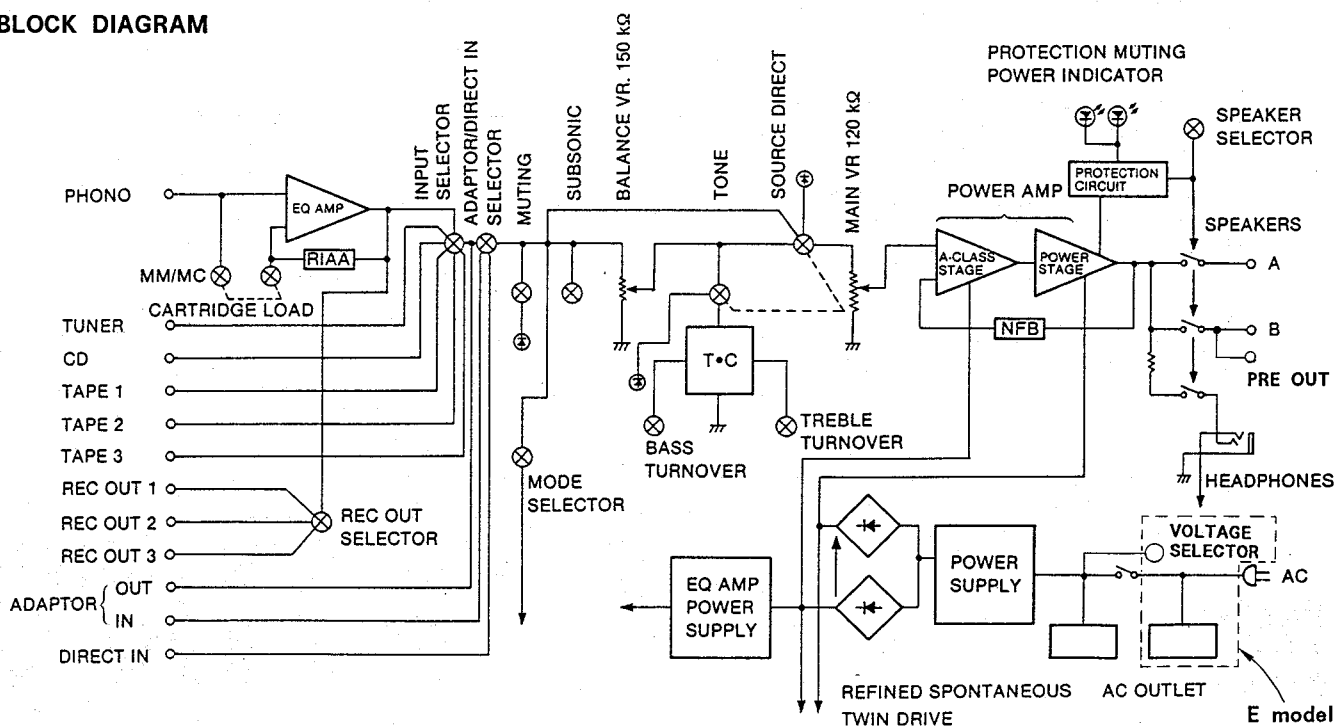 BLOCK DIAGRAM
PHONO
EQ AMP
RIAA
MM/MC
CARTRIDGE LOAD
TUNER
CD
TAPE 1
TAPE 2
TAPE 3
REC OUT 1
REC OUT 2
REC OUT 3
REC OUT
SELECTOR
ADAPTOR
OUT
IN
DIRECT IN
INPUT
SELECTOR
ADAPTOR/DIRECT IN
SELECTOR
MUTING
SUBSONIC
BALANCE VR. 150 kΩ
TONE
SOURCE DIRECT
MAIN VR 120 kΩ
MODE
SELECTOR
T•C
BASS
TURNOVER
TREBLE
TURNOVER
PROTECTION MUTING
POWER INDICATOR
SPEAKER
SELECTOR
PROTECTION
CIRCUIT
POWER AMP
A-CLASS
STAGE
POWER
STAGE
NFB
SPEAKERS
A
B
PRE OUT
HEADPHONES
EQ AMP
POWER
SUPPLY
POWER
SUPPLY
VOLTAGE
SELECTOR
AC
REFINED SPONTANEOUS
TWIN DRIVE
AC OUTLET
E model